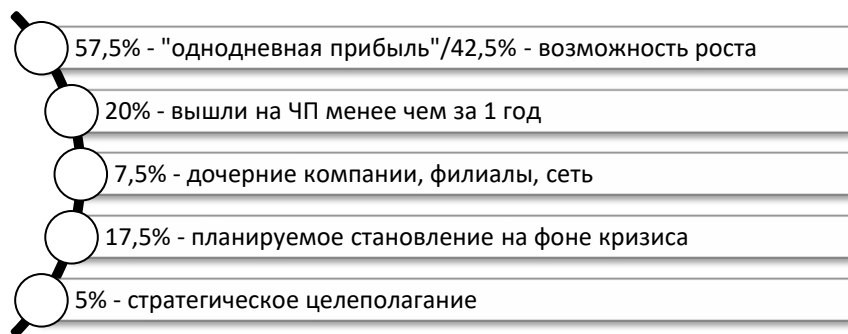 57,5% - "однодневная прибыль"/42,5% - возможность роста
20% - вышли на ЧП менее чем за 1 год
7,5% - дочерние компании, филиалы, сеть
17,5% - планируемое становление на фоне кризиса
5% - стратегическое целеполагание